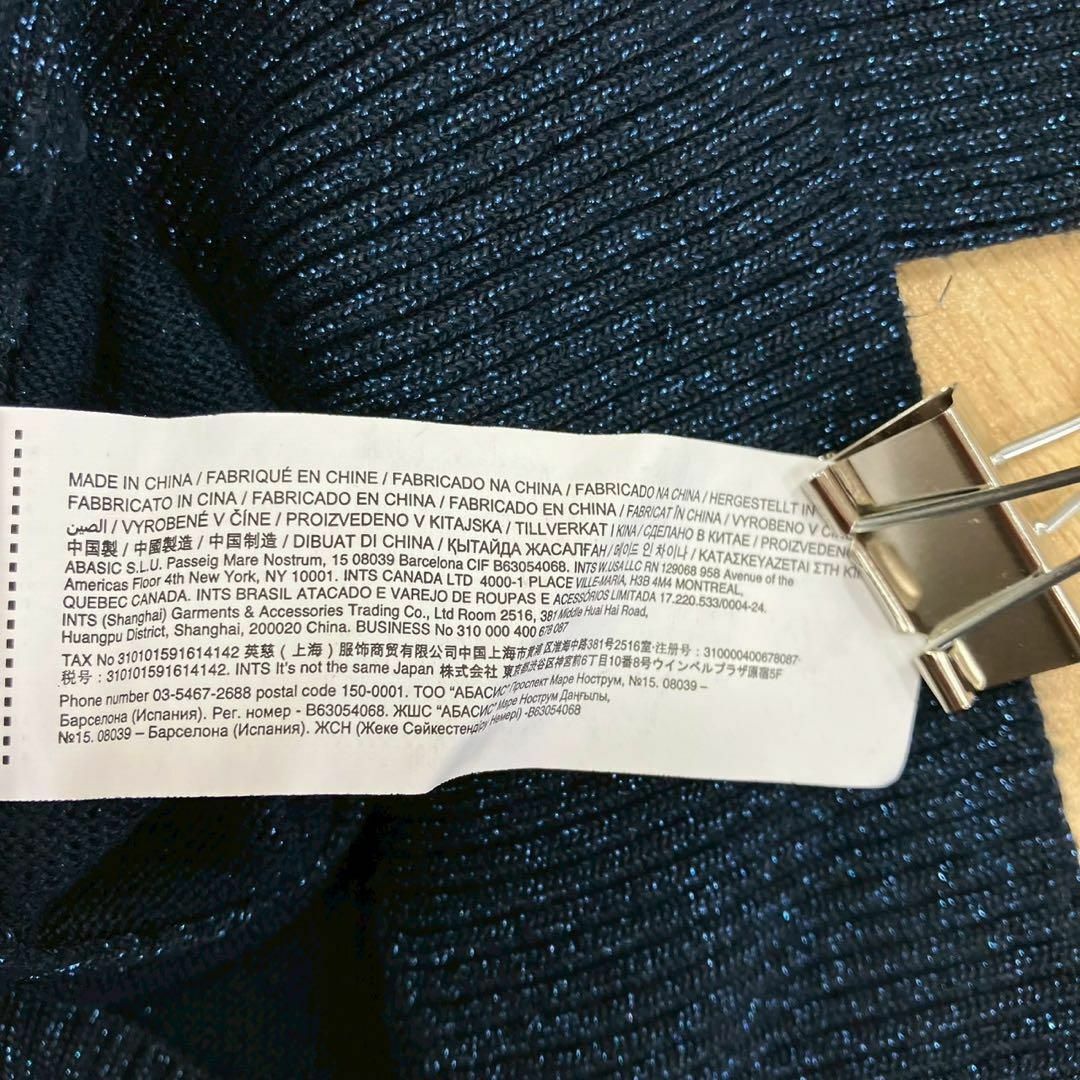 MADE IN CHINA / FABRIQUÉ EN CHINE / FABRICADO NA CHINA / FABRICADO NA CHINA / HERGESTELLT IN
FABBRICATO IN CINA / FABRICADO EN CHINA / FABRICADO EN CHINA / FABRICAT ÎN CHINA / VYROBENO V
الصين / VYROBENÉ V ČÍNE / PROIZVEDENO V KITAJSKA / TILLVERKAT I KINA / СДЕЛАНО В КИТАЕ / PROIZVEDENO
中国製 / 中國製造 / 中国制造 / DIBUAT DI CHINA / ҚЫТАЙДА ЖАСАЛҒАН / 메이드 인 차이나 / ΚΑΤΑΣΚΕΥΑΖΕΤΑΙ ΣΤΗ
ABASIC S.L.U. Passeig Mare Nostrum, 15 08039 Barcelona CIF B63054068. INTS W.USA LLC RN 129068 958 Avenue of the
Americas Floor 4th New York, NY 10001. INTS CANADA LTD 4000-1 PLACE VILLE-MARIA, H3B 4M4 MONTREAL,
QUEBEC CANADA. INTS BRASIL ATACADO E VAREJO DE ROUPAS E ACESSÓRIOS LIMITADA 17.220.533/0004-24.
INTS (Shanghai) Garments & Accessories Trading Co., Ltd Room 2516, 381 Middle Huai Hai Road,
Huangpu District, Shanghai, 200020 China. BUSINESS No 310 000 400 678 087
TAX No 310101591614142 英慈（上海）服饰商贸有限公司中国上海市黄浦区淮海中路381号2516室·注册号：310000400678087·
税号：310101591614142. INTS It's not the same Japan 株式会社 東京都渋谷区神宮前6丁目10番8号ウインベルプラザ原宿5F
Phone number 03-5467-2688 postal code 150-0001. ТОО "АБАСИС" Проспект Маре Нострум, №15. 08039 –
Барселона (Испания). Рег. номер - B63054068. ЖШС "АБАСИС" Маре Нострум Даңғылы,
№15. 08039 – Барселона (Испания). ЖСН (Жеке Сәйкестендіру Немері) -B63054068